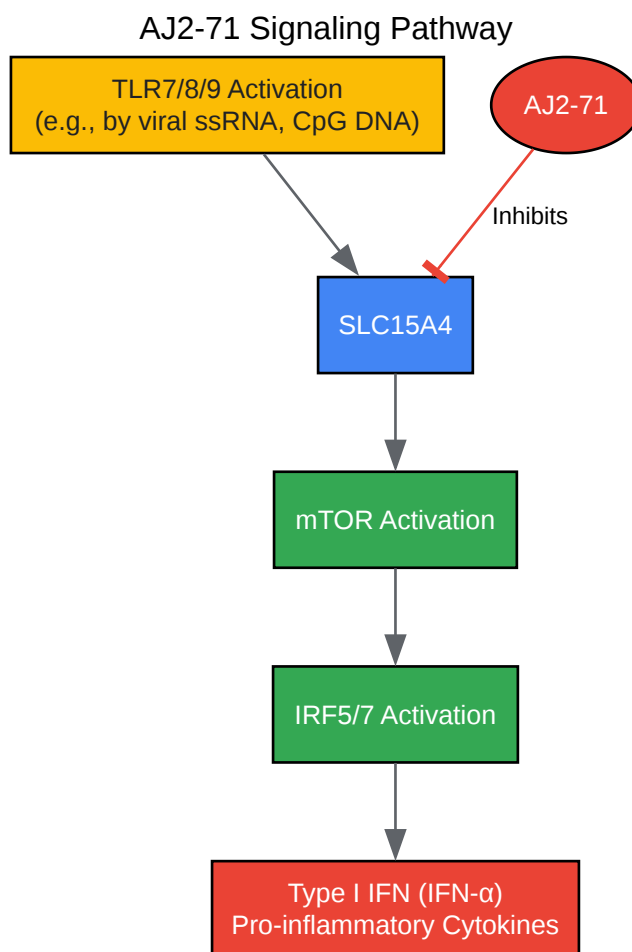 AJ2-71 Signaling Pathway
TLR7/8/9 Activation
(e.g., by viral ssRNA, CpG DNA)
AJ2-71
Inhibits
SLC15A4
mTOR Activation
IRF5/7 Activation
Type I IFN (IFN-α)
Pro-inflammatory Cytokines